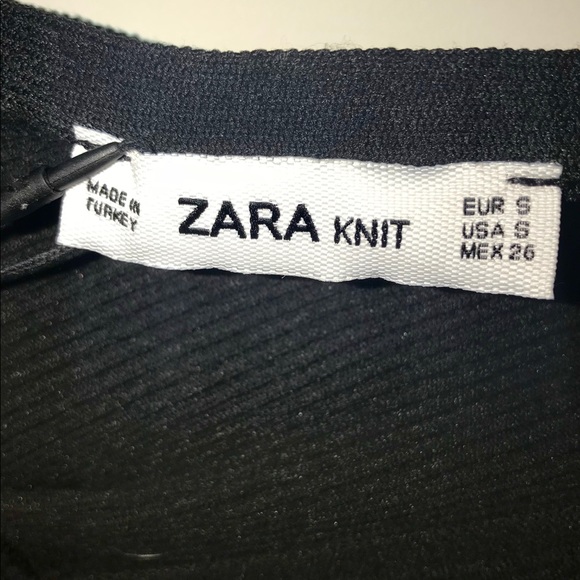 MADE IN
TURKEY
ZARA KNIT
EUR S
USA S
MEX 26